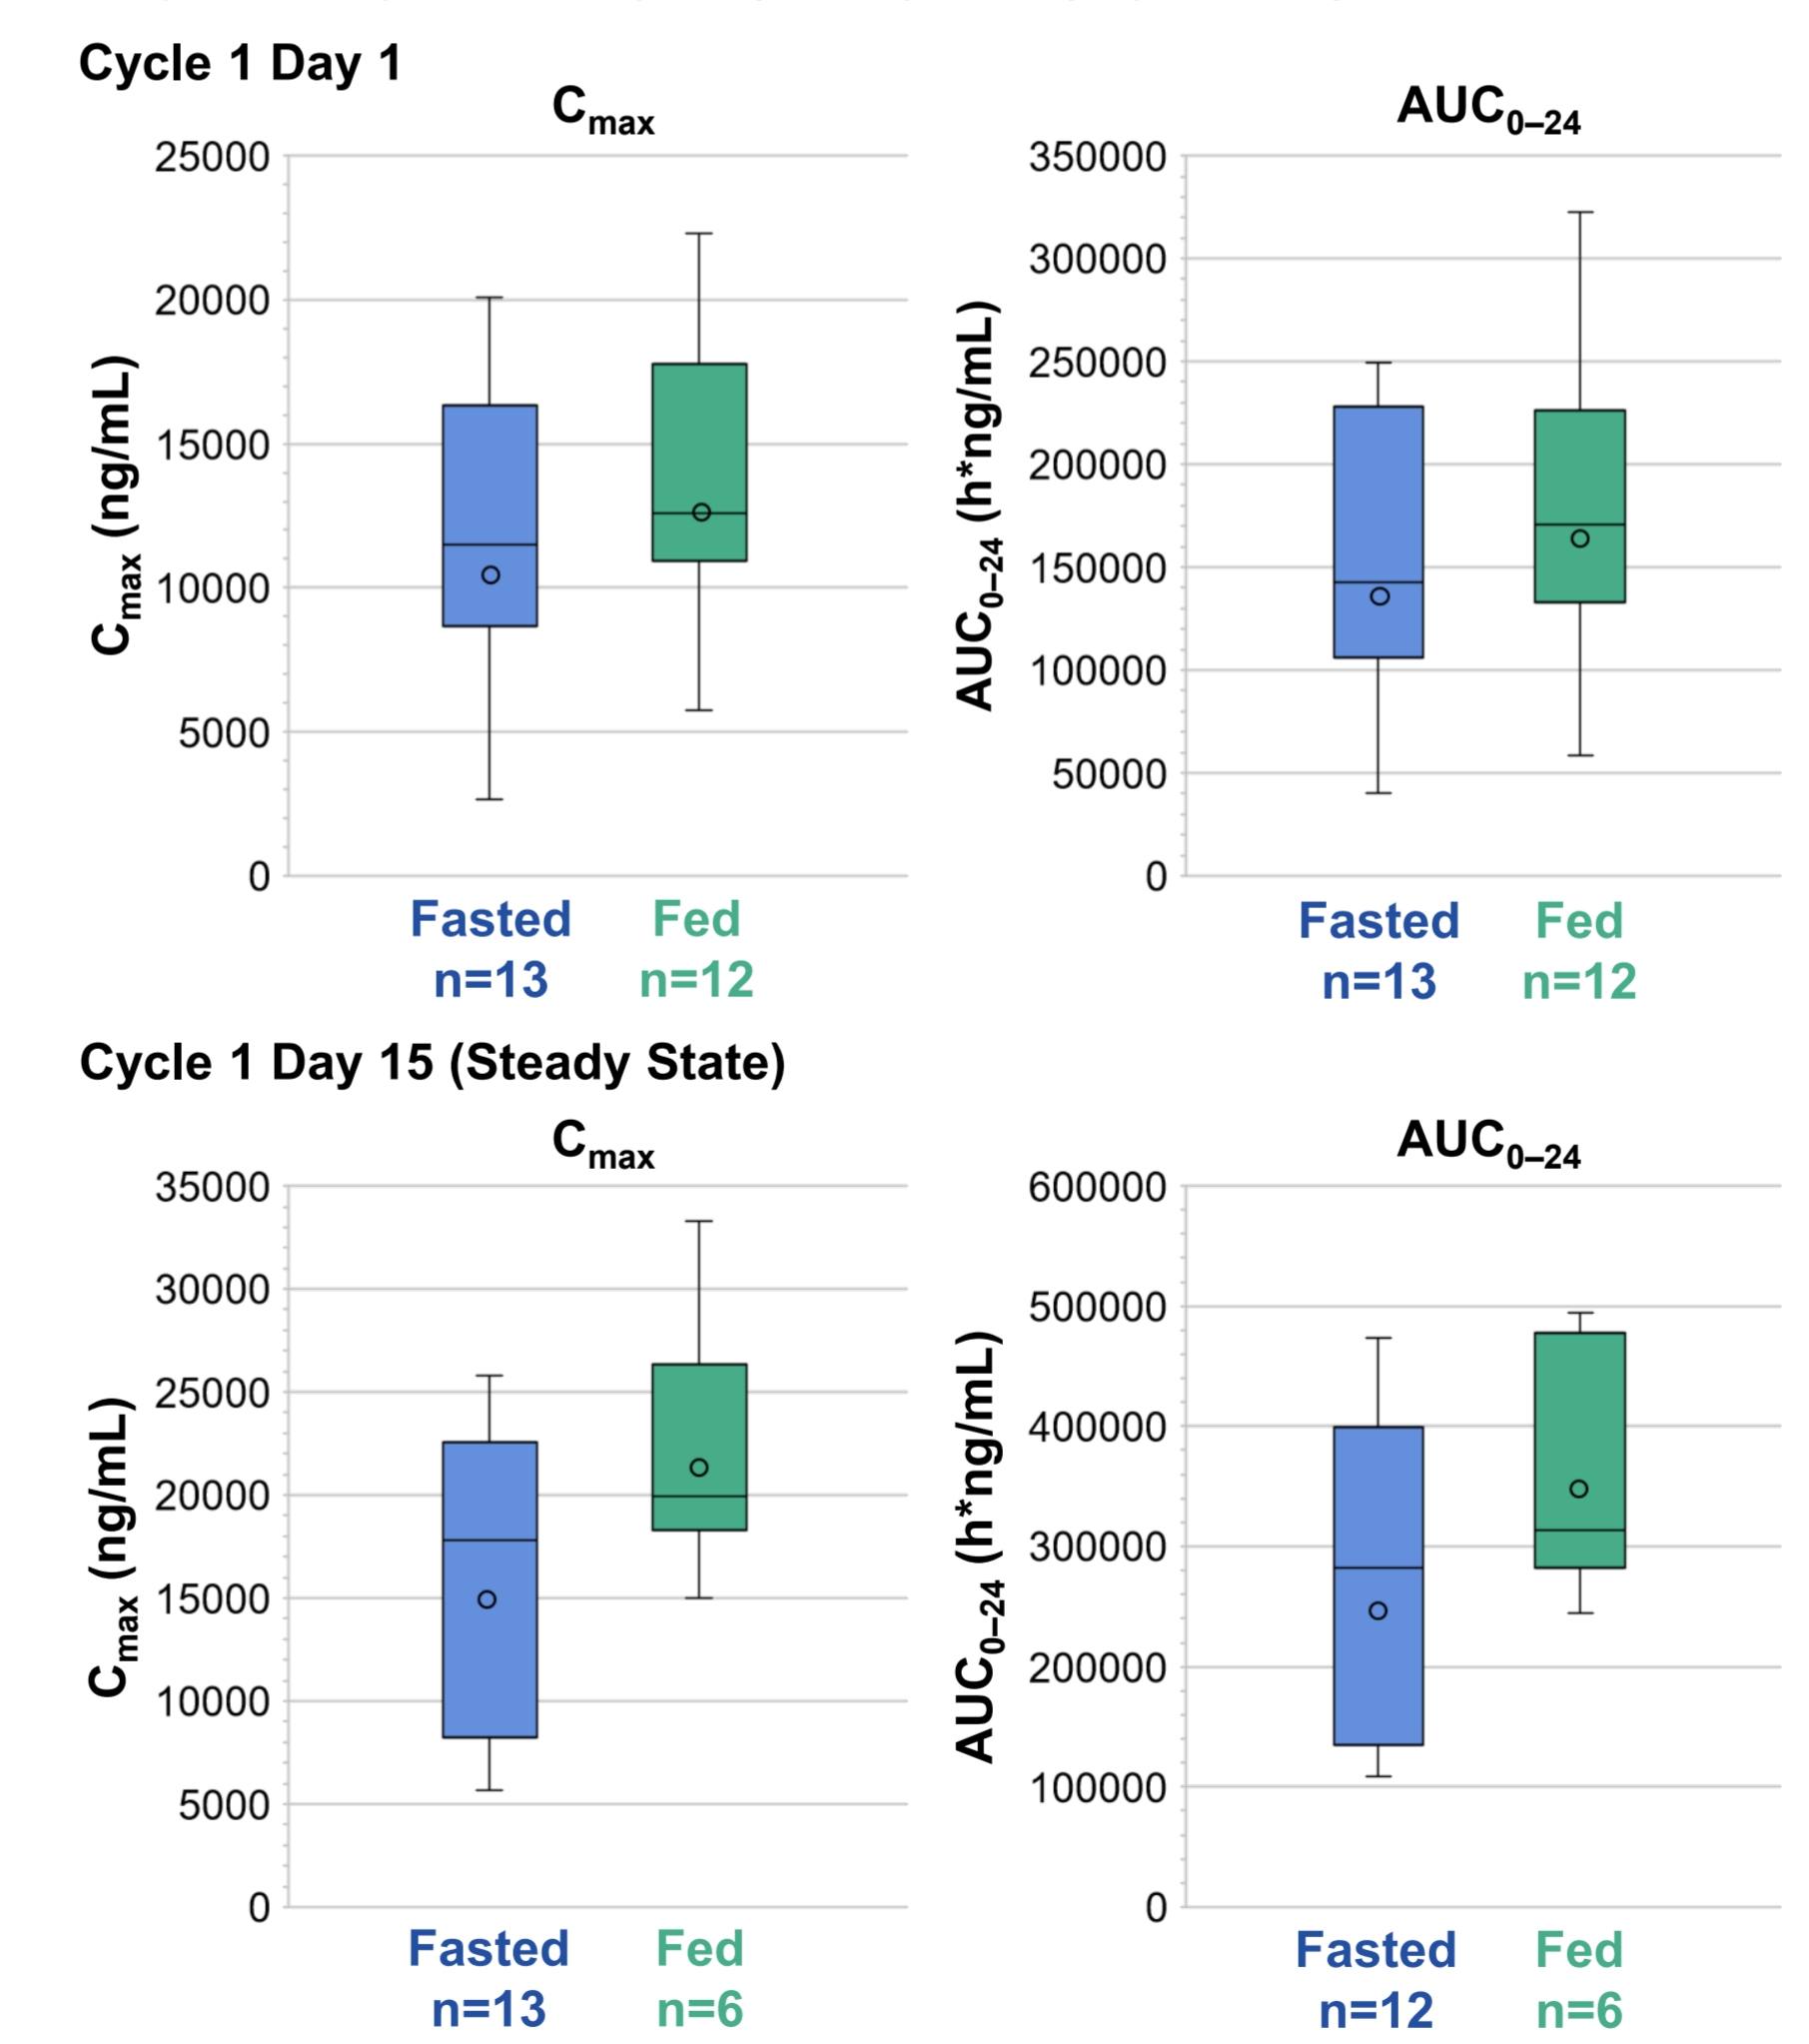 Cycle 1 Day 1
Cmax
AUC0–24
25000
20000
15000
10000
5000
0
Cmax (ng/mL)
350000
300000
250000
200000
150000
100000
50000
0
AUC0–24 (h*ng/mL)
Fasted Fed
n=13 n=12
Fasted Fed
n=13 n=12
Cycle 1 Day 15 (Steady State)
Cmax
AUC0–24
35000
30000
25000
20000
15000
10000
5000
0
Cmax (ng/mL)
600000
500000
400000
300000
200000
100000
0
AUC0–24 (h*ng/mL)
Fasted Fed
n=13 n=6
Fasted Fed
n=12 n=6